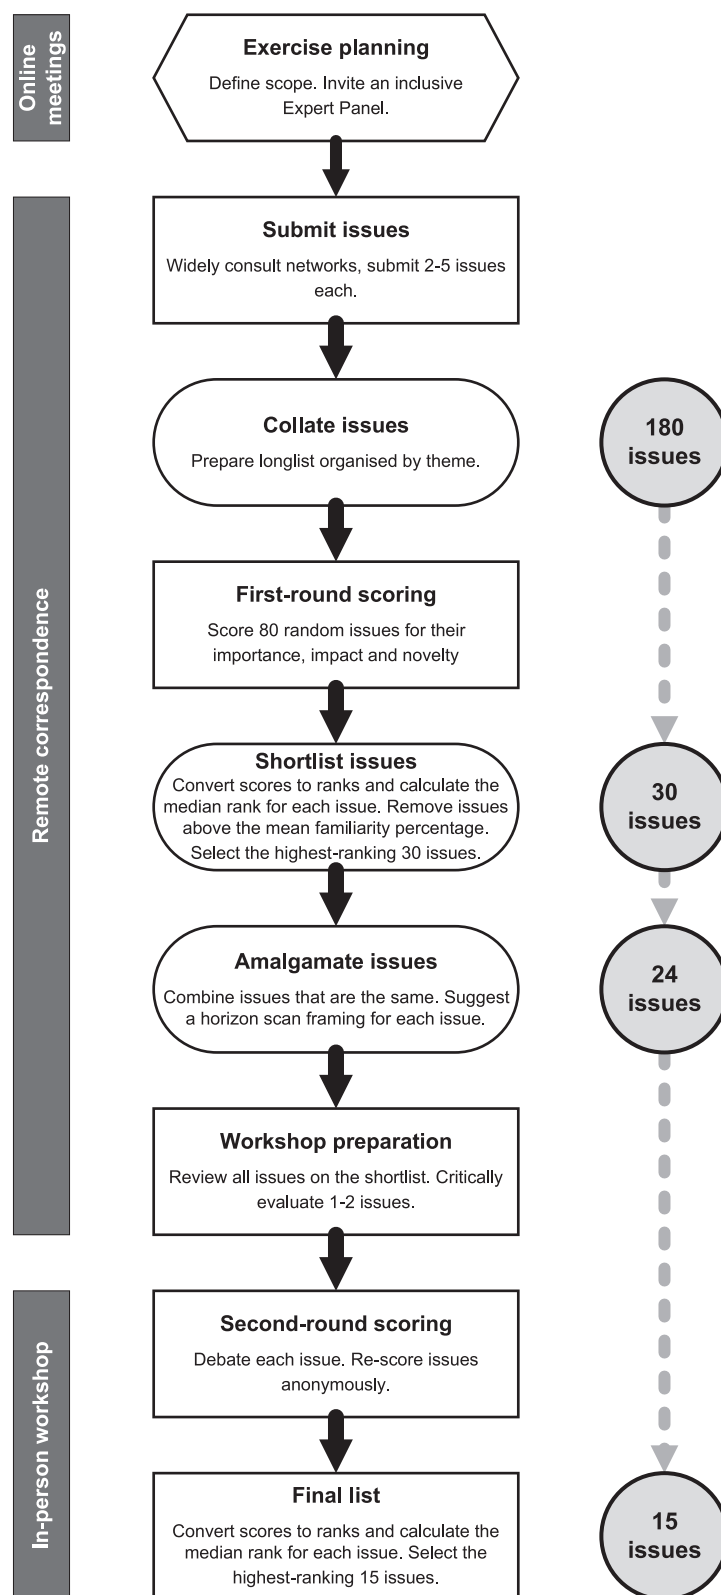 Online
meetings
Exercise planning
Define scope. Invite an inclusive
Expert Panel.
Remote correspondence
Submit issues
Widely consult networks, submit 2-5 issues
each.
Collate issues
Prepare longlist organised by theme.
180
issues
First-round scoring
Score 80 random issues for their
importance, impact and novelty
Shortlist issues
Convert scores to ranks and calculate the
median rank for each issue. Remove issues
above the mean familiarity percentage.
Select the highest-ranking 30 issues.
30
issues
Amalgamate issues
Combine issues that are the same. Suggest
a horizon scan framing for each issue.
24
issues
Workshop preparation
Review all issues on the shortlist. Critically
evaluate 1-2 issues.
In-person workshop
Second-round scoring
Debate each issue. Re-score issues
anonymously.
Final list
Convert scores to ranks and calculate the
median rank for each issue. Select the
highest-ranking 15 issues.
15
issues